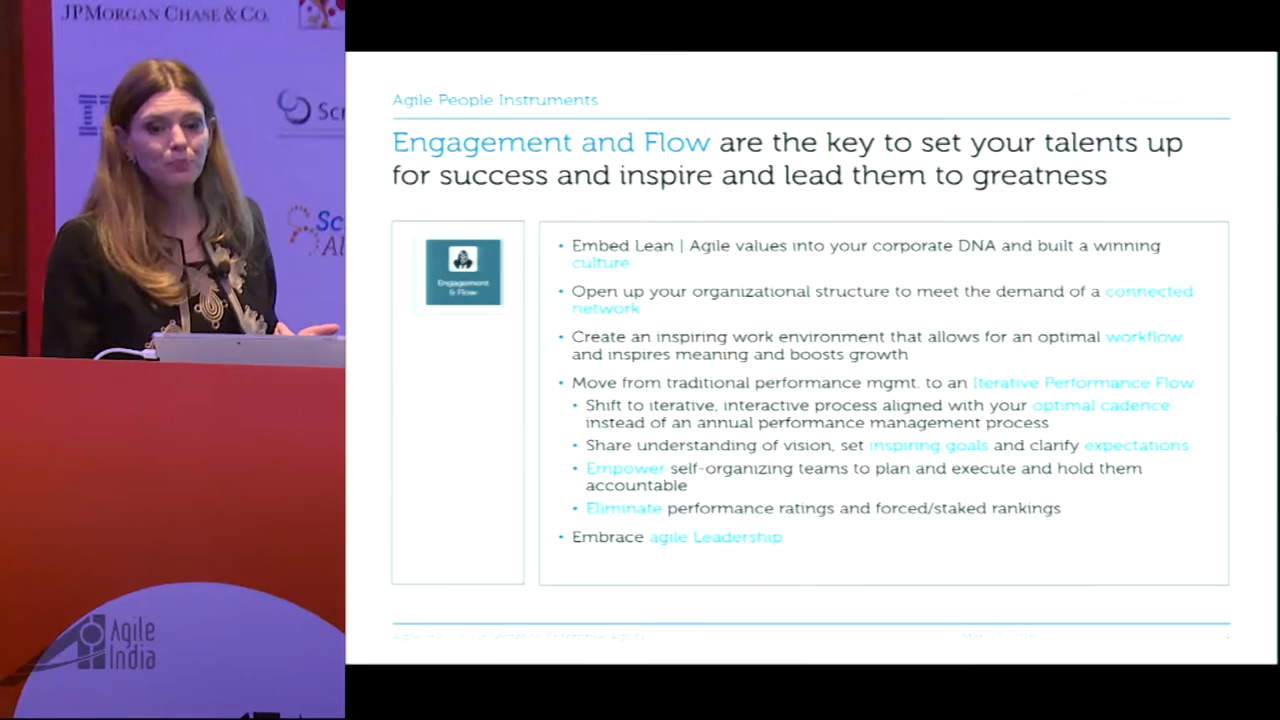 JPMORGAN CHASE & CO.
Agile
India
Agile People Instruments
Engagement and Flow are the key to set your talents up
for success and inspire and lead them to greatness
Engagement
& Flow
• Embed Lean | Agile values into your corporate DNA and built a winning
culture
• Open up your organizational structure to meet the demand of a connected
network
• Create an inspiring work environment that allows for an optimal workflow
and inspires meaning and boosts growth
• Move from traditional performance mgmt. to an Iterative Performance Flow
• Shift to iterative, interactive process aligned with your optimal cadence
instead of an annual performance management process
• Share understanding of vision, set inspiring goals and clarify expectations
• Empower self-organizing teams to plan and execute and hold them
accountable
• Eliminate performance ratings and forced/staked rankings
• Embrace agile Leadership